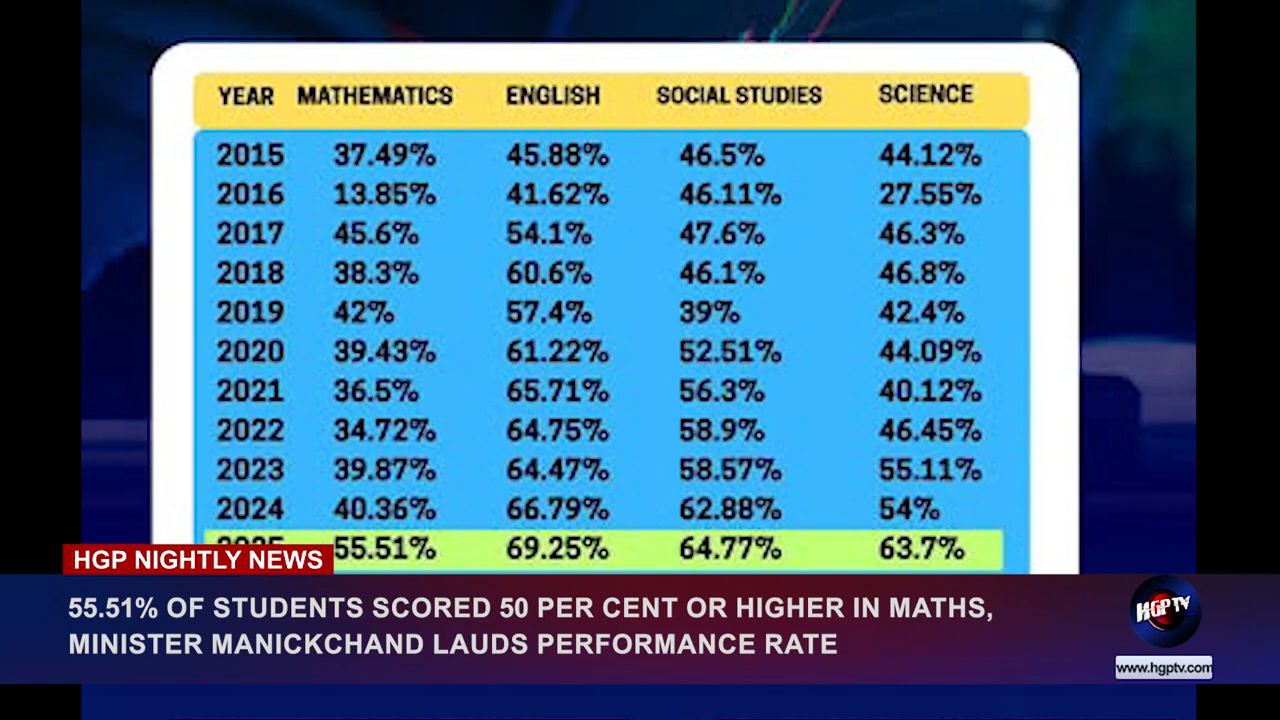 YEAR MATHEMATICS ENGLISH SOCIAL STUDIES SCIENCE
2015 37.49% 45.88% 46.5% 44.12%
2016 13.85% 41.62% 46.11% 27.55%
2017 45.6% 54.1% 47.6% 46.3%
2018 38.3% 60.6% 46.1% 46.8%
2019 42% 57.4% 39% 42.4%
2020 39.43% 61.22% 52.51% 44.09%
2021 36.5% 65.71% 56.3% 40.12%
2022 34.72% 64.75% 58.9% 46.45%
2023 39.87% 64.47% 58.57% 55.11%
2024 40.36% 66.79% 62.88% 54%
55.51% 69.25% 64.77% 63.7%
HGP NIGHTLY NEWS
55.51% OF STUDENTS SCORED 50 PER CENT OR HIGHER IN MATHS,
MINISTER MANICKCHAND LAUDS PERFORMANCE RATE
HGPTV
www.hgptv.com